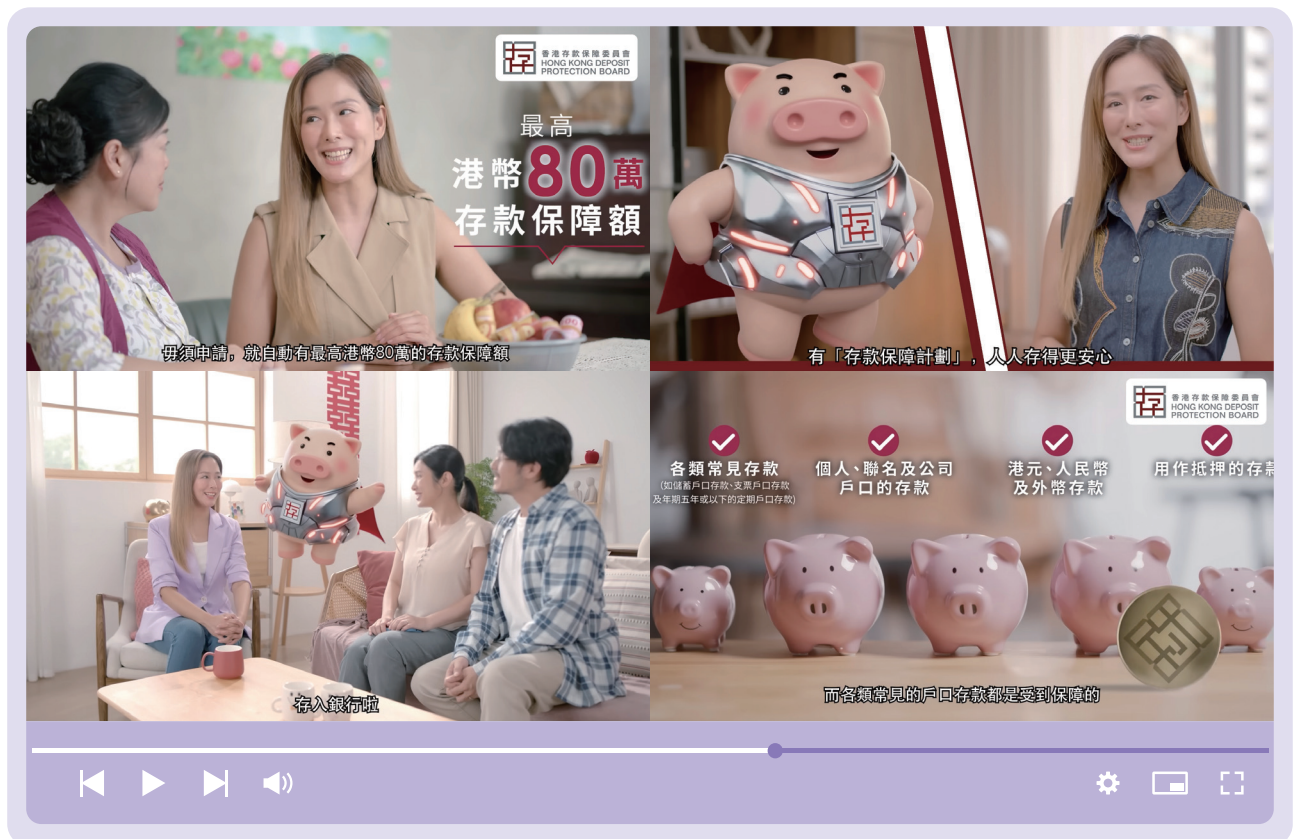 香港存款保障委員會
HONG KONG DEPOSIT
PROTECTION BOARD
最高
港幣80萬
存款保障額
毋須申請，就自動有最高港幣80萬的存款保障額
存
有「存款保障計劃」，人人存得更安心
囍
存
存入銀行啦
香港存款保障委員會
HONG KONG DEPOSIT
PROTECTION BOARD
各類常見存款
(如儲蓄戶口存款、支票戶口存款
及年期五年或以下的定期戶口存款)
個人、聯名及公司
戶口的存款
港元、人民幣
及外幣存款
用作抵押的存款
而各類常見的戶口存款都是受到保障的